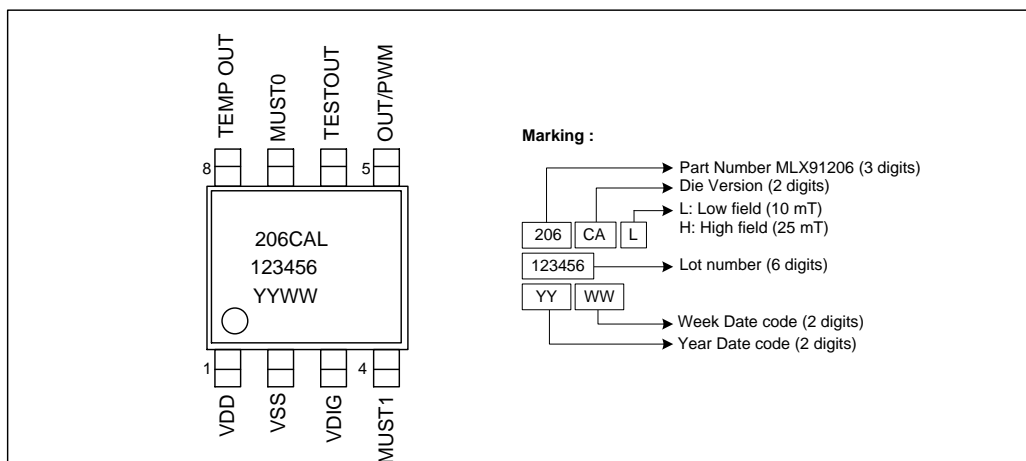 TEMP OUT
MUST0
TESTOUT
OUT/PWM
8
5
206CAL
123456
YYWW
1
4
VDD
VSS
VDIG
MUST1
Marking :
Part Number MLX91206 (3 digits)
Die Version (2 digits)
L: Low field (10 mT)
H: High field (25 mT)
206 CA L
123456
Lot number (6 digits)
YY WW
Week Date code (2 digits)
Year Date code (2 digits)